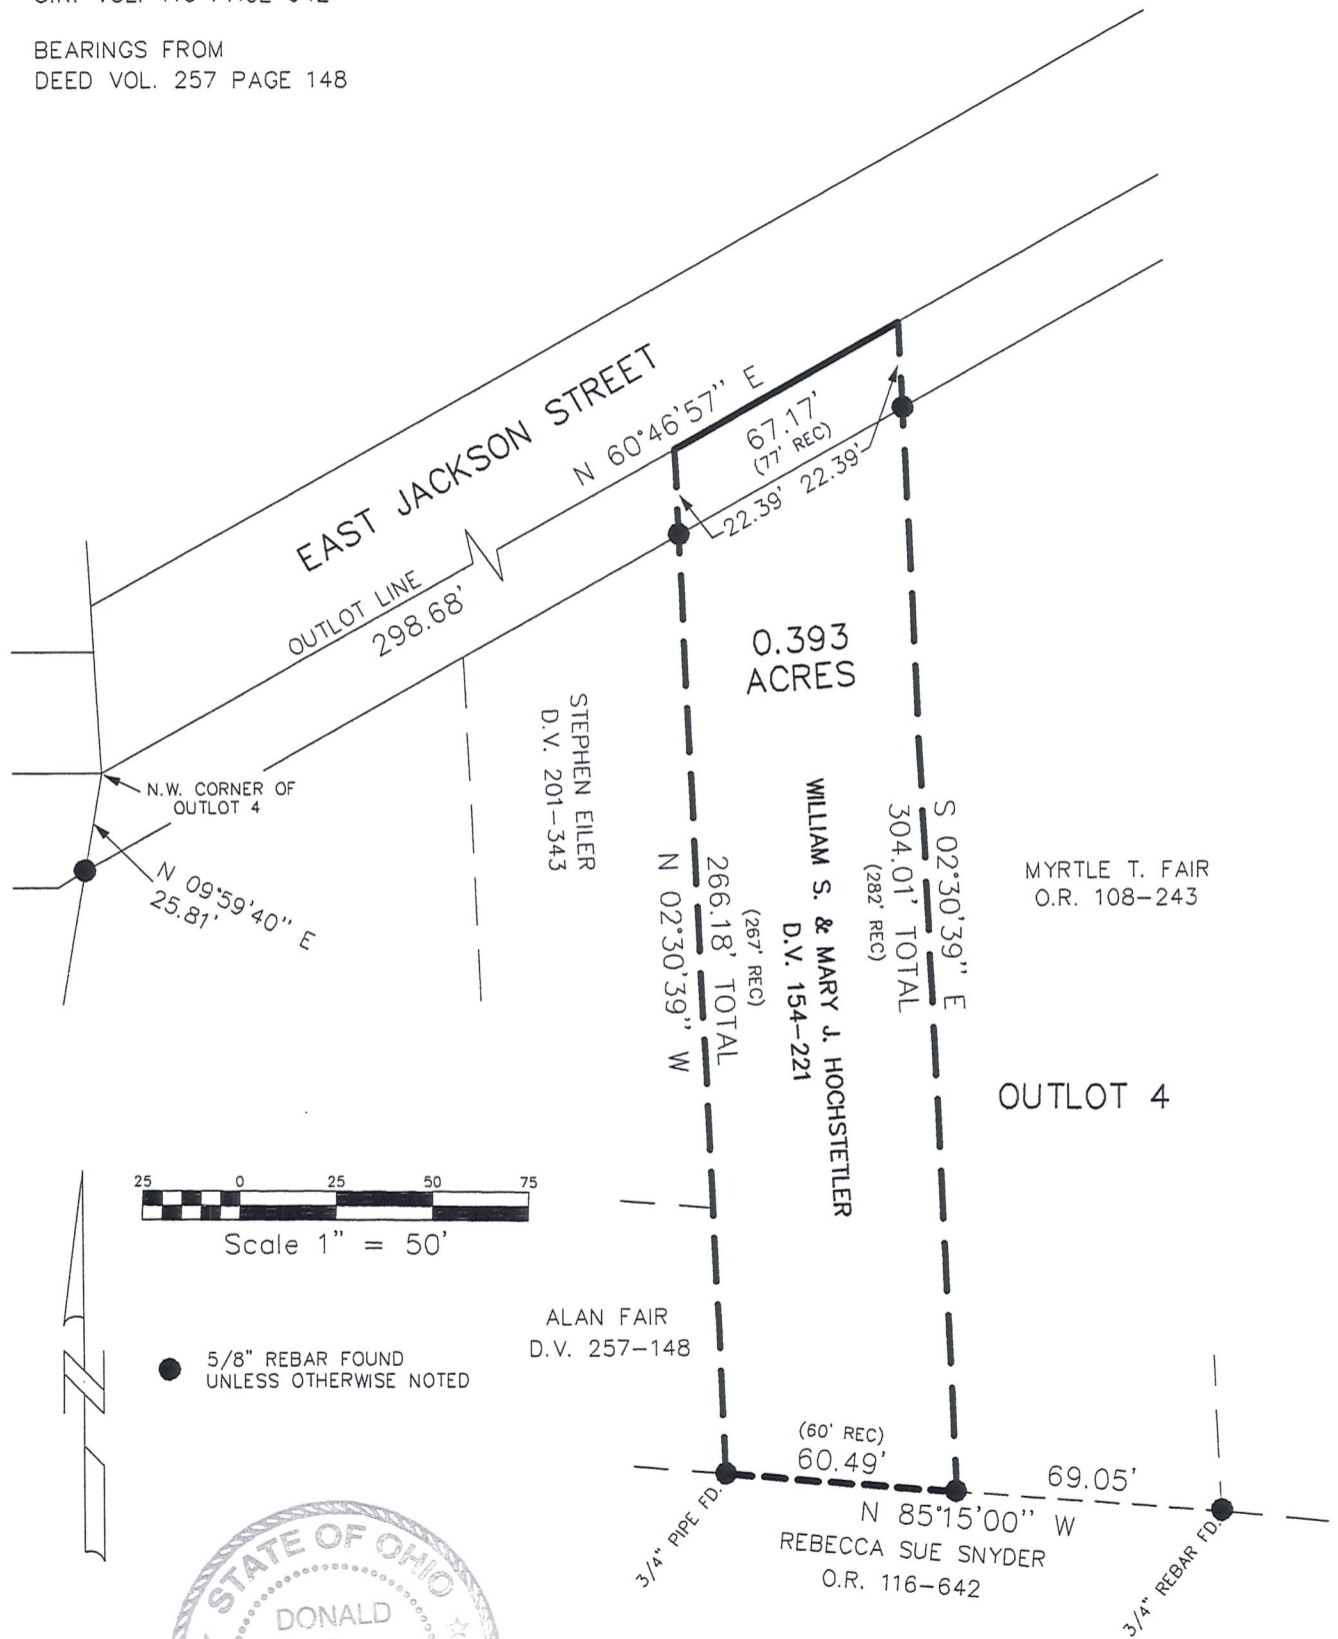 BEARINGS FROM
DEED VOL. 257 PAGE 148
EAST JACKSON STREET
N 60°46'57" E
67.17'
(77' REC)
22.39' 22.39'
OUTLOT LINE
298.68'
N.W. CORNER OF
OUTLOT 4
N 09°59'40" E
25.81'
0.393
ACRES
STEPHEN EILER
D.V. 201-343
(267' REC)
266.18' TOTAL
N 02°30'39" W
WILLIAM S. & MARY J. HOCHSTETLER
D.V. 154-221
S 02°30'39" E
304.01' TOTAL
(282' REC)
MYRTLE T. FAIR
O.R. 108-243
OUTLOT 4
25 0 25 50 75
Scale 1" = 50'
N
5/8" REBAR FOUND
UNLESS OTHERWISE NOTED
ALAN FAIR
D.V. 257-148
(60' REC)
60.49'
69.05'
N 85°15'00" W
REBECCA SUE SNYDER
O.R. 116-642
3/4" PIPE FD.
3/4" REBAR FD.
STATE OF OHIO
DONALD